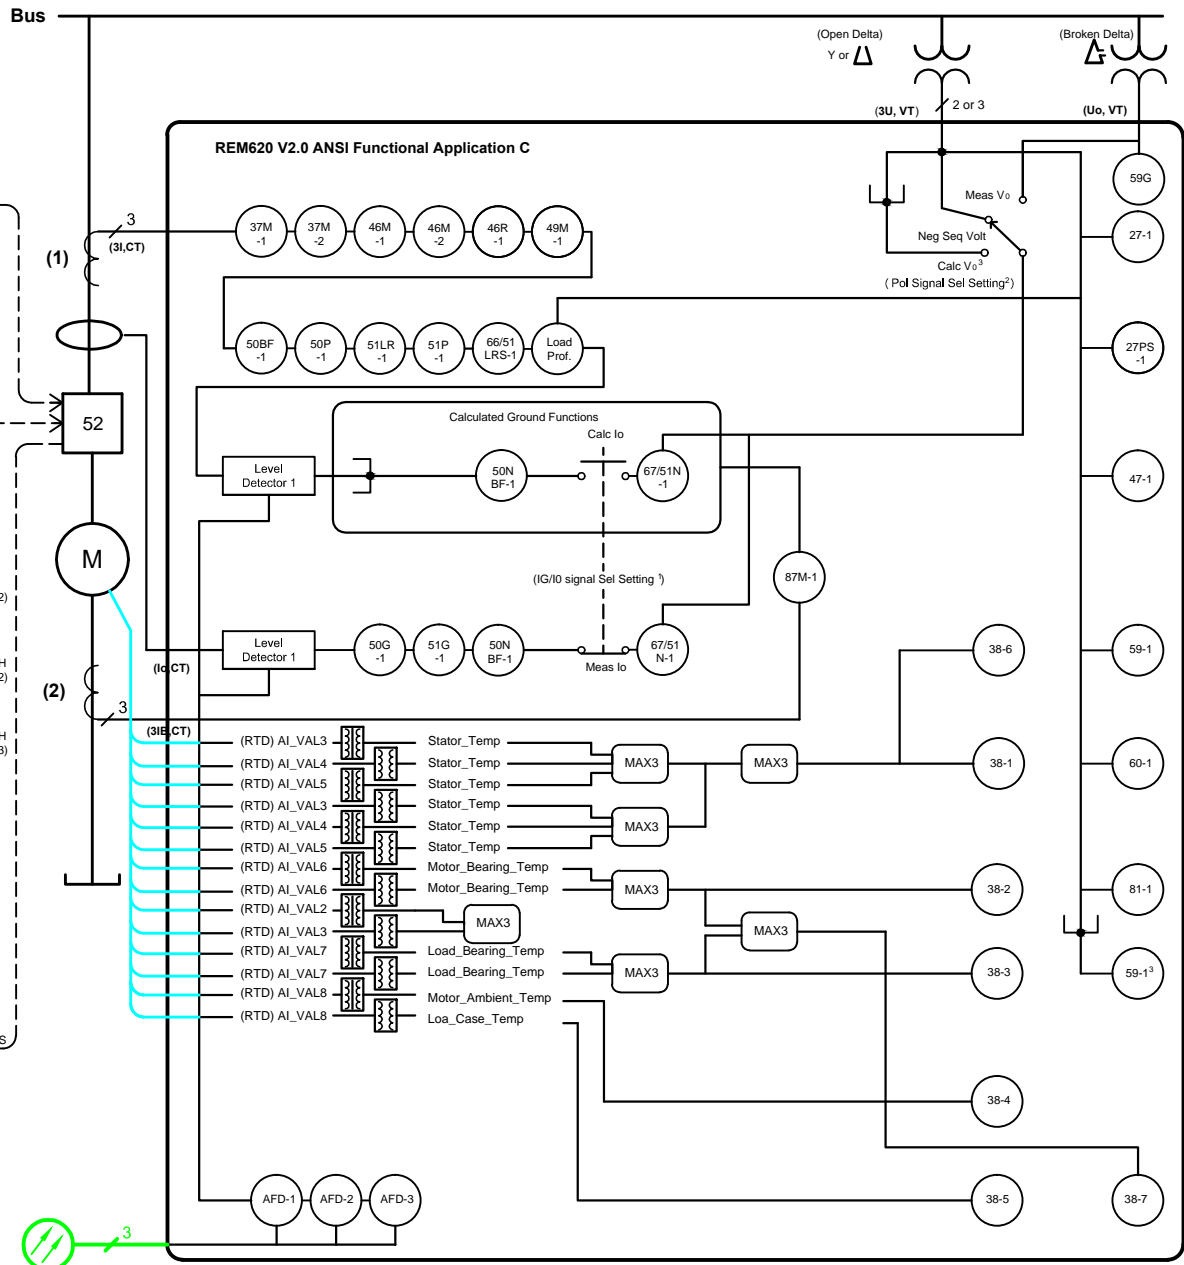 Bus
(Open Delta)
Y or
(Broken Delta)
(3U, VT)
2 or 3
(Uo, VT)
REM620 V2.0 ANSI Functional Application C
59G
Meas V0
3
(3I,CT)
(1)
37M
-1
37M
-2
46M
-1
46M
-2
46R
-1
49M
-1
Neg Seq Volt
27-1
Calc V0 3
( Pol Signal Sel Setting2)
50BF
-1
50P
-1
51LR
-1
51P
-1
66/51
LRS-1
Load
Prof.
27PS
-1
52
Calculated Ground Functions
Calc Io
Level
Detector 1
50N
BF-1
67/51N
-1
47-1
M
(IG/I0 signal Sel Setting 1)
87M-1
2)
Level
Detector 1
50G
-1
51G
-1
50N
BF-1
67/51
N-1
Meas Io
38-6
59-1
(Io,CT)
H
2)
(2)
3
(3IB,CT)
H
3)
(RTD) AI_VAL3
Stator_Temp
(RTD) AI_VAL4
Stator_Temp
MAX3
MAX3
38-1
60-1
(RTD) AI_VAL5
Stator_Temp
(RTD) AI_VAL3
Stator_Temp
(RTD) AI_VAL4
Stator_Temp
MAX3
(RTD) AI_VAL5
Stator_Temp
(RTD) AI_VAL6
Motor_Bearing_Temp
(RTD) AI_VAL6
Motor_Bearing_Temp
MAX3
38-2
81-1
(RTD) AI_VAL2
MAX3
(RTD) AI_VAL3
MAX3
(RTD) AI_VAL7
Load_Bearing_Temp
(RTD) AI_VAL7
Load_Bearing_Temp
MAX3
38-3
59-13
(RTD) AI_VAL8
Motor_Ambient_Temp
(RTD) AI_VAL8
Loa_Case_Temp
S
38-4
AFD-1
AFD-2
AFD-3
38-5
38-7
3